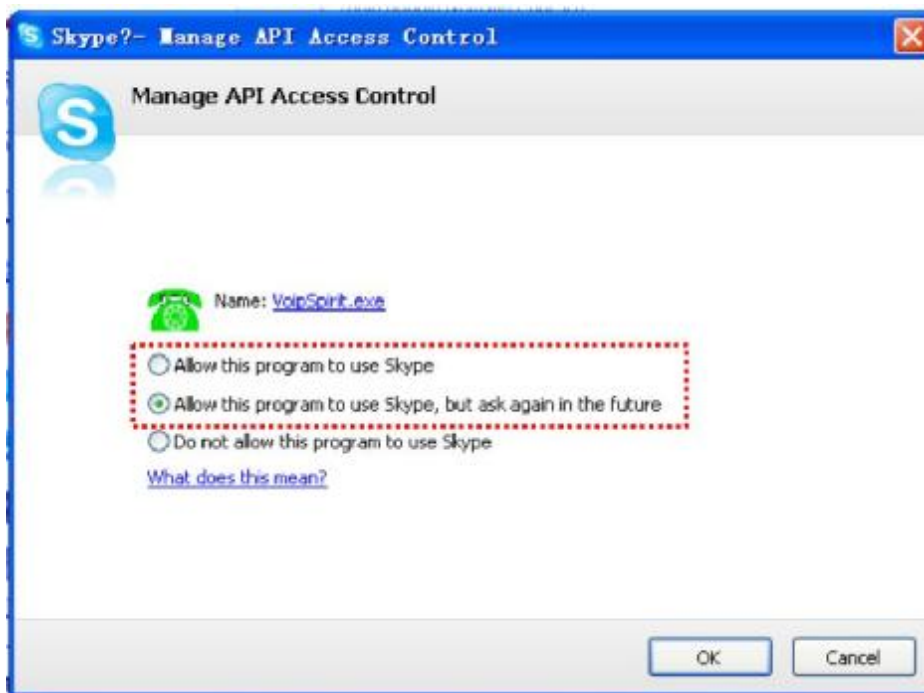 Skype?- Manage API Access Control
Manage API Access Control
Name: VoipSpirit.exe
Allow this program to use Skype
Allow this program to use Skype, but ask again in the future
Do not allow this program to use Skype
What does this mean?
OK Cancel